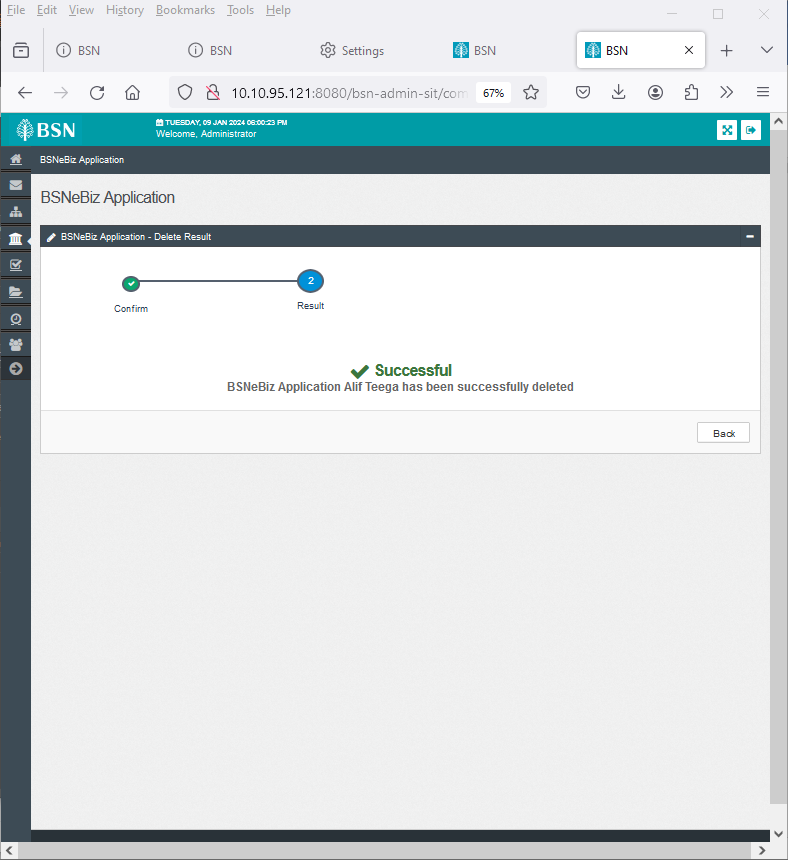 File Edit View History Bookmarks Tools Help
BSN
BSN
Settings
BSN
BSN
10.10.95.121:8080/bsn-admin-sit/com
67%
BSN
TUESDAY, 09 JAN 2024 06:00:23 PM
Welcome, Administrator
BSNeBiz Application
BSNeBiz Application
BSNeBiz Application - Delete Result
2
Confirm
Result
Successful
BSNeBiz Application Alif Teega has been successfully deleted
Back